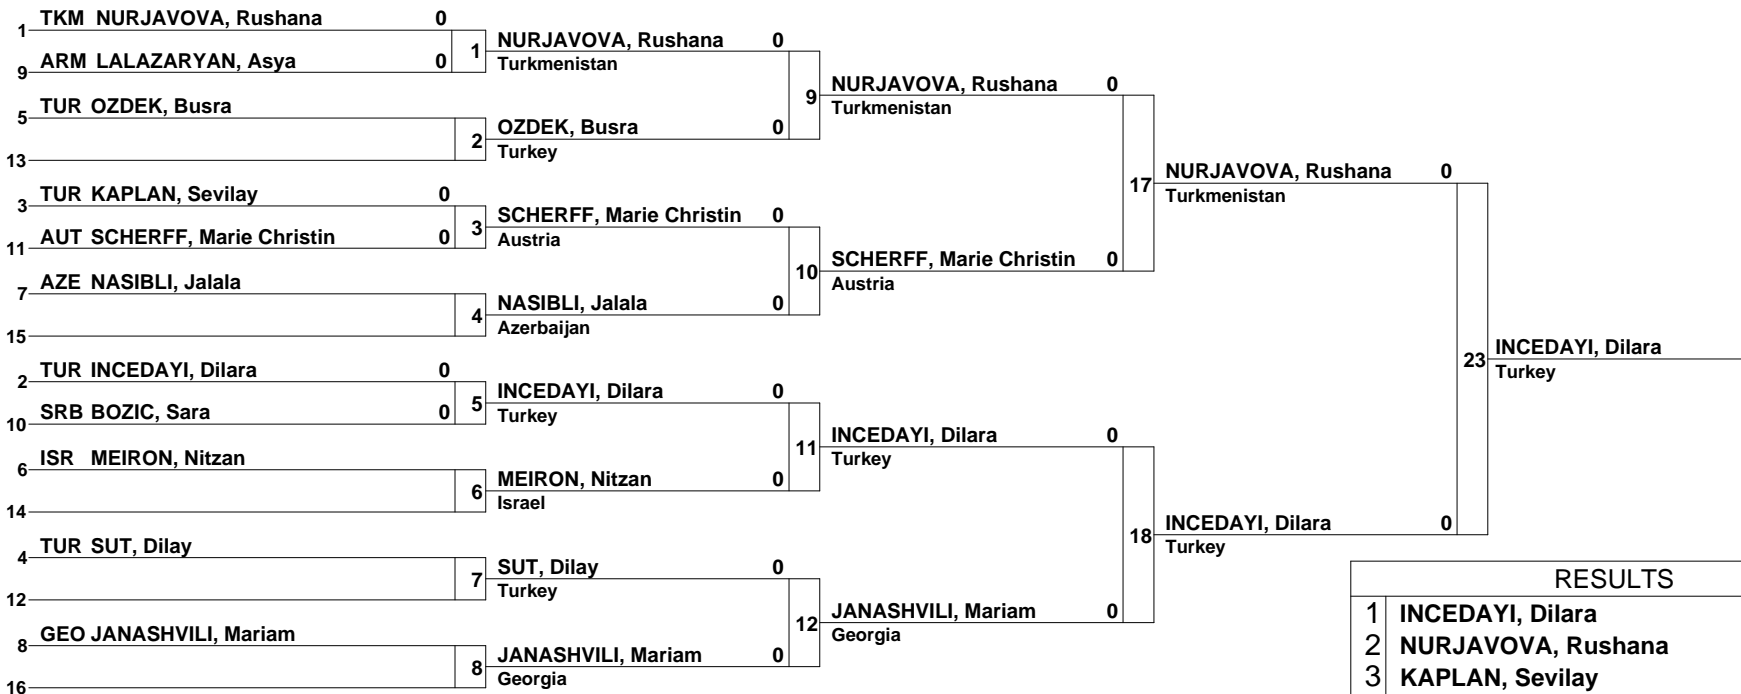 1 TKM NURJAVOVA, Rushana 0
9 ARM LALAZARYAN, Asya 0
1
5 TUR OZDEK, Busra
13
2
3 TUR KAPLAN, Sevilay 0
11 AUT SCHERFF, Marie Christin 0
3
7 AZE NASIBLI, Jalala
15
4
2 TUR INCEDAYI, Dilara 0
10 SRB BOZIC, Sara 0
5
6 ISR MEIRON, Nitzan
14
6
4 TUR SUT, Dilay
12
7
8 GEO JANASHVILI, Mariam
16
8
NURJAVOVA, Rushana 0
Turkmenistan
OZDEK, Busra 0
Turkey
9
SCHERFF, Marie Christin 0
Austria
NASIBLI, Jalala 0
Azerbaijan
10
INCEDAYI, Dilara 0
Turkey
MEIRON, Nitzan 0
Israel
11
SUT, Dilay 0
Turkey
JANASHVILI, Mariam 0
Georgia
12
NURJAVOVA, Rushana 0
Turkmenistan
SCHERFF, Marie Christin 0
Austria
17
INCEDAYI, Dilara 0
Turkey
JANASHVILI, Mariam 0
Georgia
18
NURJAVOVA, Rushana 0
Turkmenistan
INCEDAYI, Dilara 0
Turkey
23
INCEDAYI, Dilara
Turkey
RESULTS
1 INCEDAYI, Dilara
2 NURJAVOVA, Rushana
3 KAPLAN, Sevilay